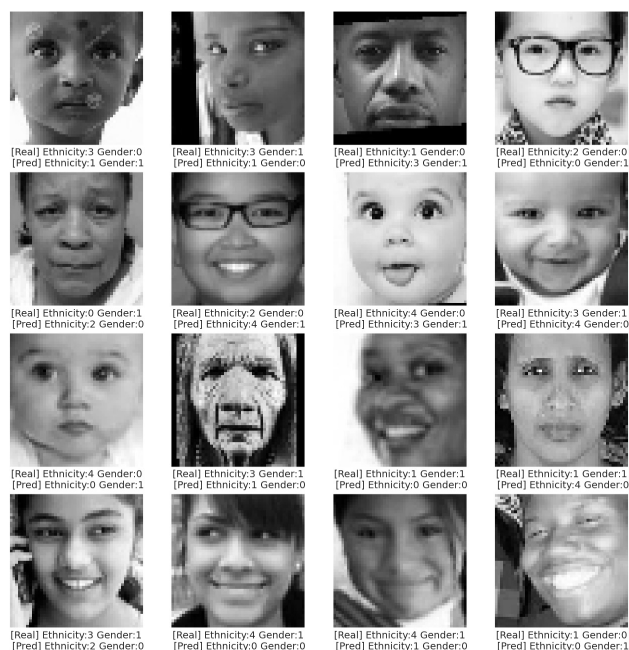 [Real] Ethnicity:3 Gender:0
[Pred] Ethnicity:1 Gender:1
[Real] Ethnicity:3 Gender:1
[Pred] Ethnicity:1 Gender:0
[Real] Ethnicity:1 Gender:0
[Pred] Ethnicity:3 Gender:1
[Real] Ethnicity:2 Gender:0
[Pred] Ethnicity:0 Gender:1
[Real] Ethnicity:0 Gender:1
[Pred] Ethnicity:2 Gender:0
[Real] Ethnicity:2 Gender:0
[Pred] Ethnicity:4 Gender:1
[Real] Ethnicity:4 Gender:0
[Pred] Ethnicity:3 Gender:1
[Real] Ethnicity:3 Gender:1
[Pred] Ethnicity:4 Gender:0
[Real] Ethnicity:4 Gender:0
[Pred] Ethnicity:0 Gender:1
[Real] Ethnicity:3 Gender:1
[Pred] Ethnicity:1 Gender:0
[Real] Ethnicity:1 Gender:1
[Pred] Ethnicity:0 Gender:0
[Real] Ethnicity:1 Gender:1
[Pred] Ethnicity:4 Gender:0
[Real] Ethnicity:3 Gender:1
[Pred] Ethnicity:2 Gender:0
[Real] Ethnicity:4 Gender:1
[Pred] Ethnicity:0 Gender:0
[Real] Ethnicity:4 Gender:1
[Pred] Ethnicity:1 Gender:0
[Real] Ethnicity:1 Gender:0
[Pred] Ethnicity:0 Gender:1